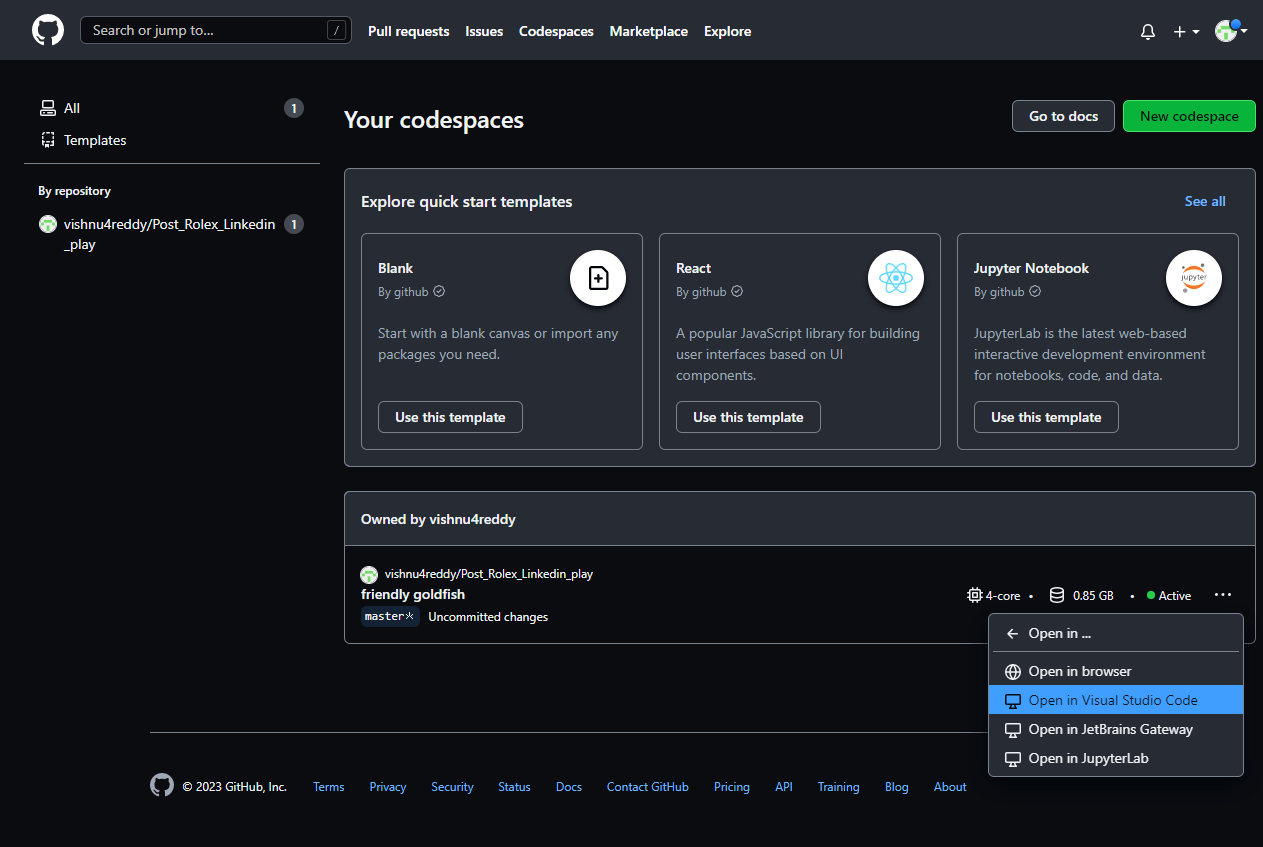 Search or jump to... /
Pull requests Issues Codespaces Marketplace Explore
All 1
Templates
By repository
vishnu4reddy/Post_Rolex_Linkedin 1
_play
Your codespaces
Go to docs
New codespace
Explore quick start templates
See all
Blank
By github
Start with a blank canvas or import any
packages you need.
Use this template
React
By github
A popular JavaScript library for building
user interfaces based on UI
components.
Use this template
Jupyter Notebook
By github
jupyter
JupyterLab is the latest web-based
interactive development environment
for notebooks, code, and data.
Use this template
Owned by vishnu4reddy
vishnu4reddy/Post_Rolex_Linkedin_play
friendly goldfish
master* Uncommitted changes
4-core • 0.85 GB • Active ...
Open in ...
Open in browser
Open in Visual Studio Code
Open in JetBrains Gateway
Open in JupyterLab
© 2023 GitHub, Inc. Terms Privacy Security Status Docs Contact GitHub Pricing API Training Blog About